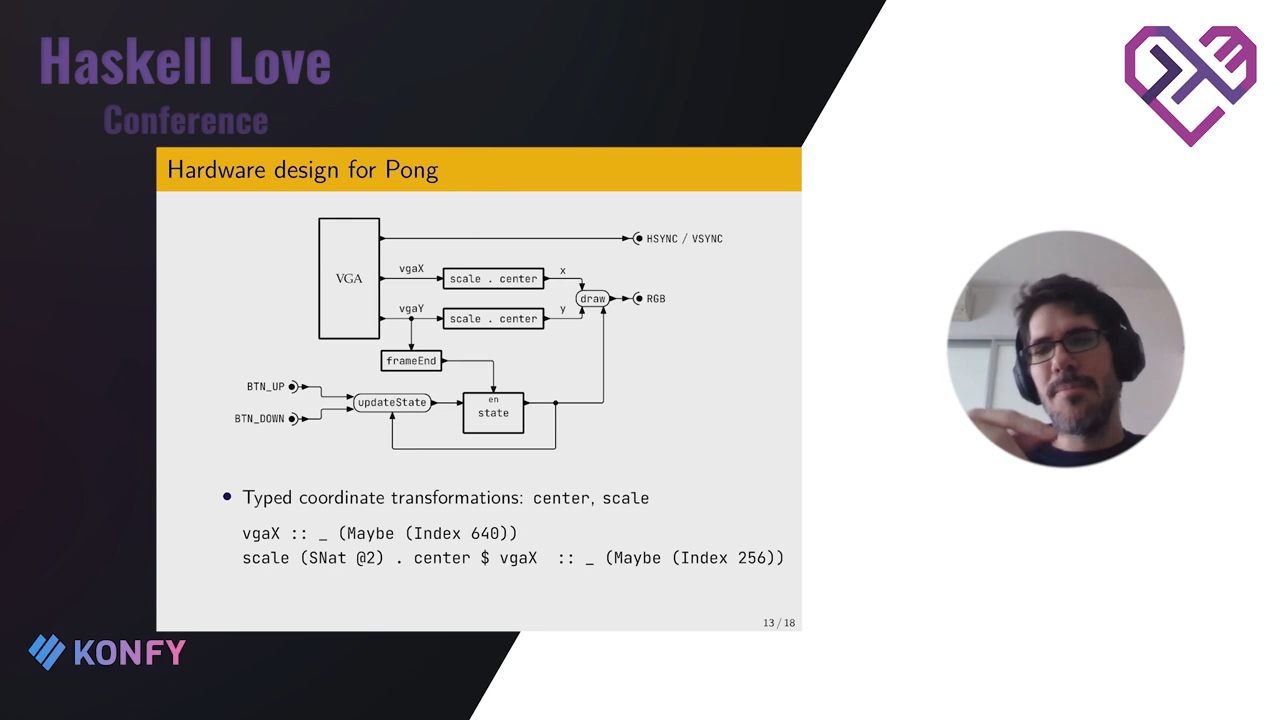 Haskell Love
Conference
Hardware design for Pong
VGA
HSYNC / VSYNC
vgaX
scale . center
x
draw
RGB
vgaY
scale . center
y
frameEnd
BTN_UP
BTN_DOWN
updateState
en
state
• Typed coordinate transformations: center, scale
vgaX :: _ (Maybe (Index 640))
scale (SNat @2) . center $ vgaX :: _ (Maybe (Index 256))
13 / 18
KONFY